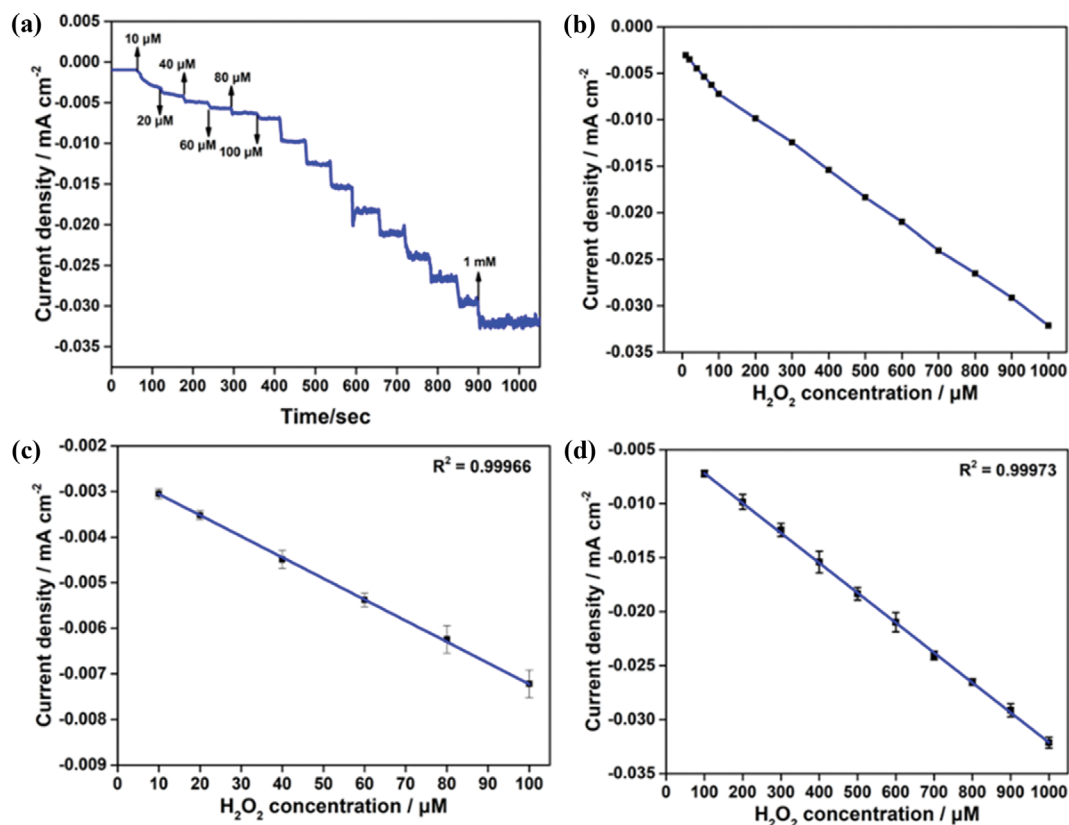 (a)
0.005
0.000
-0.005
-0.010
-0.015
-0.020
-0.025
-0.030
-0.035
Current density / mA cm⁻²
10 µM
20 µM
40 µM
60 µM
80 µM
100 µM
1 mM
0 100 200 300 400 500 600 700 800 900 1000
Time/sec
(b)
0.000
-0.005
-0.010
-0.015
-0.020
-0.025
-0.030
-0.035
Current density / mA cm⁻²
0 100 200 300 400 500 600 700 800 900 1000
H₂O₂ concentration / µM
(c)
-0.002
-0.003
-0.004
-0.005
-0.006
-0.007
-0.008
-0.009
Current density / mA cm⁻²
R² = 0.99966
0 10 20 30 40 50 60 70 80 90 100
H₂O₂ concentration / µM
(d)
-0.005
-0.010
-0.015
-0.020
-0.025
-0.030
-0.035
Current density / mA cm⁻²
R² = 0.99973
0 100 200 300 400 500 600 700 800 900 1000
H₂O₂ concentration / µM